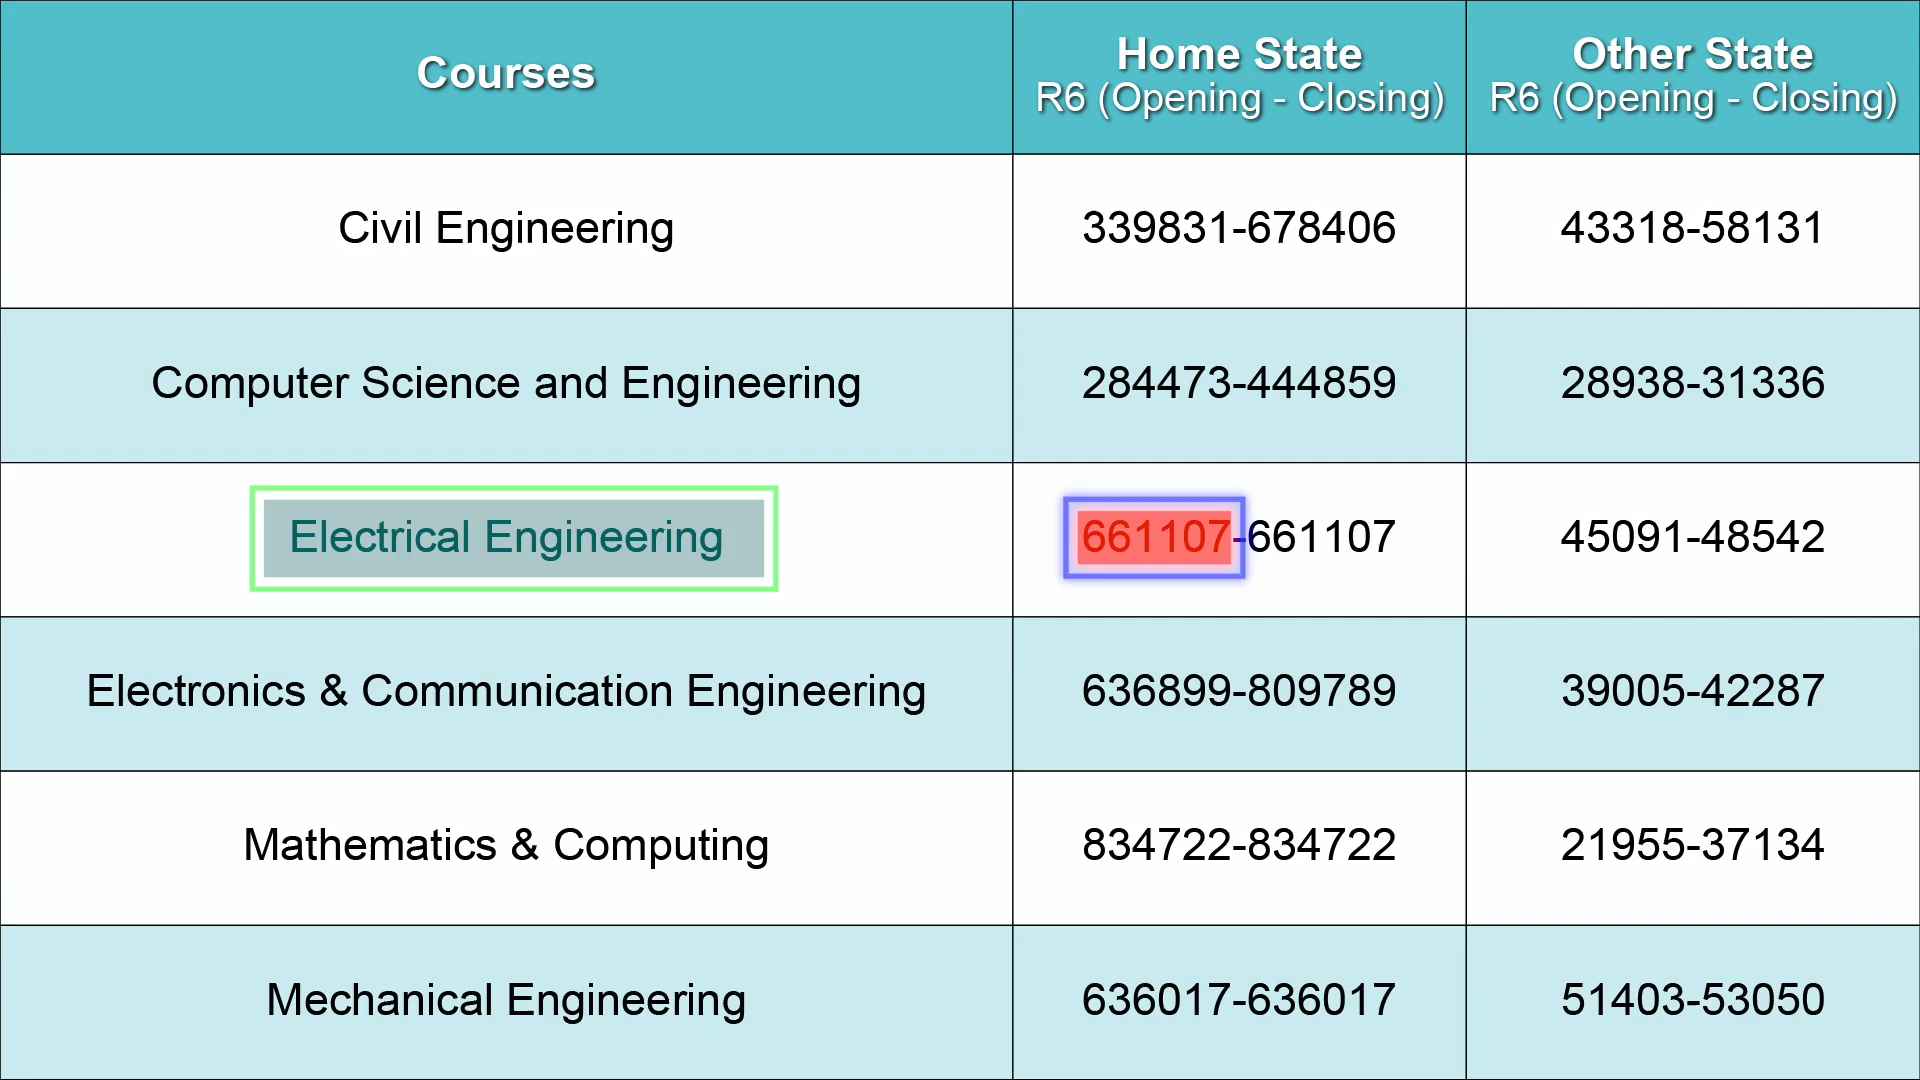 Courses
Home State
R6 (Opening - Closing)
Other State
R6 (Opening - Closing)
Civil Engineering
339831-678406
43318-58131
Computer Science and Engineering
284473-444859
28938-31336
Electrical Engineering
661107-661107
45091-48542
Electronics & Communication Engineering
636899-809789
39005-42287
Mathematics & Computing
834722-834722
21955-37134
Mechanical Engineering
636017-636017
51403-53050